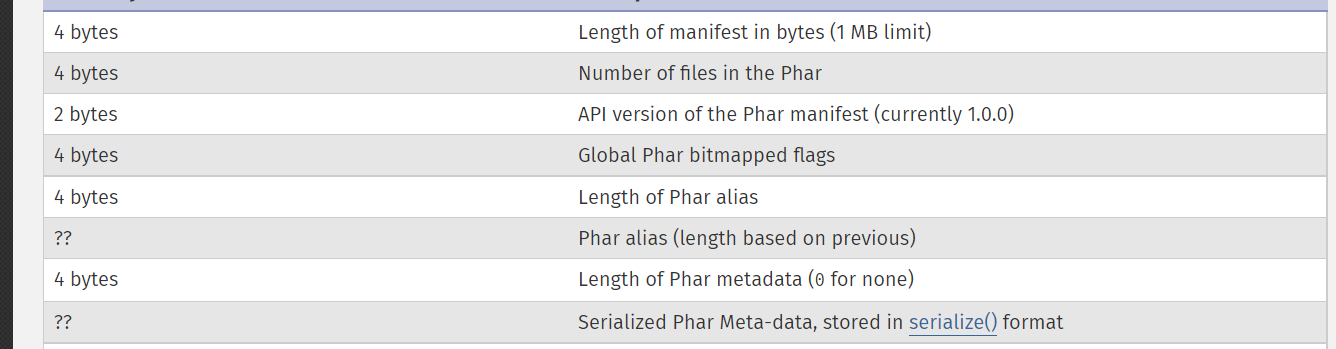 4 bytes Length of manifest in bytes (1 MB limit)
4 bytes Number of files in the Phar
2 bytes API version of the Phar manifest (currently 1.0.0)
4 bytes Global Phar bitmapped flags
4 bytes Length of Phar alias
?? Phar alias (length based on previous)
4 bytes Length of Phar metadata (0 for none)
?? Serialized Phar Meta-data, stored in serialize() format